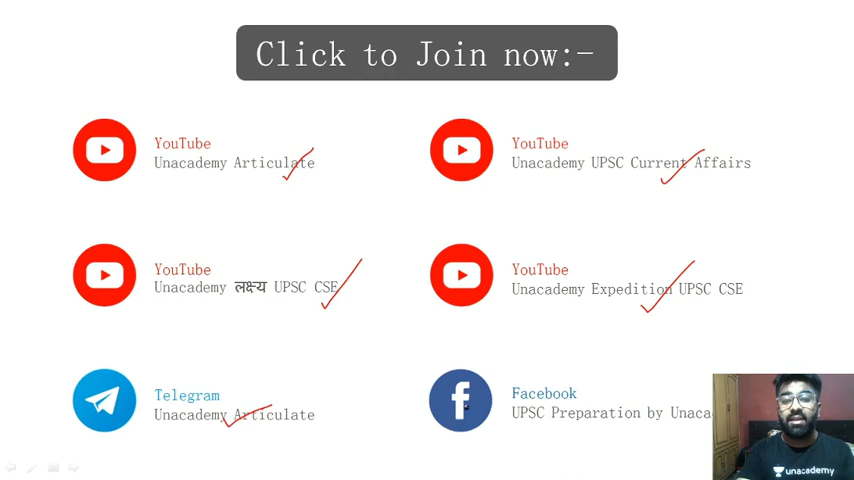 Click to Join now:-
YouTube
Unacademy Articulate
YouTube
Unacademy UPSC Current Affairs
YouTube
Unacademy लक्ष्य UPSC CSE
YouTube
Unacademy Expedition UPSC CSE
Telegram
Unacademy Articulate
Facebook
UPSC Preparation by
unacademy